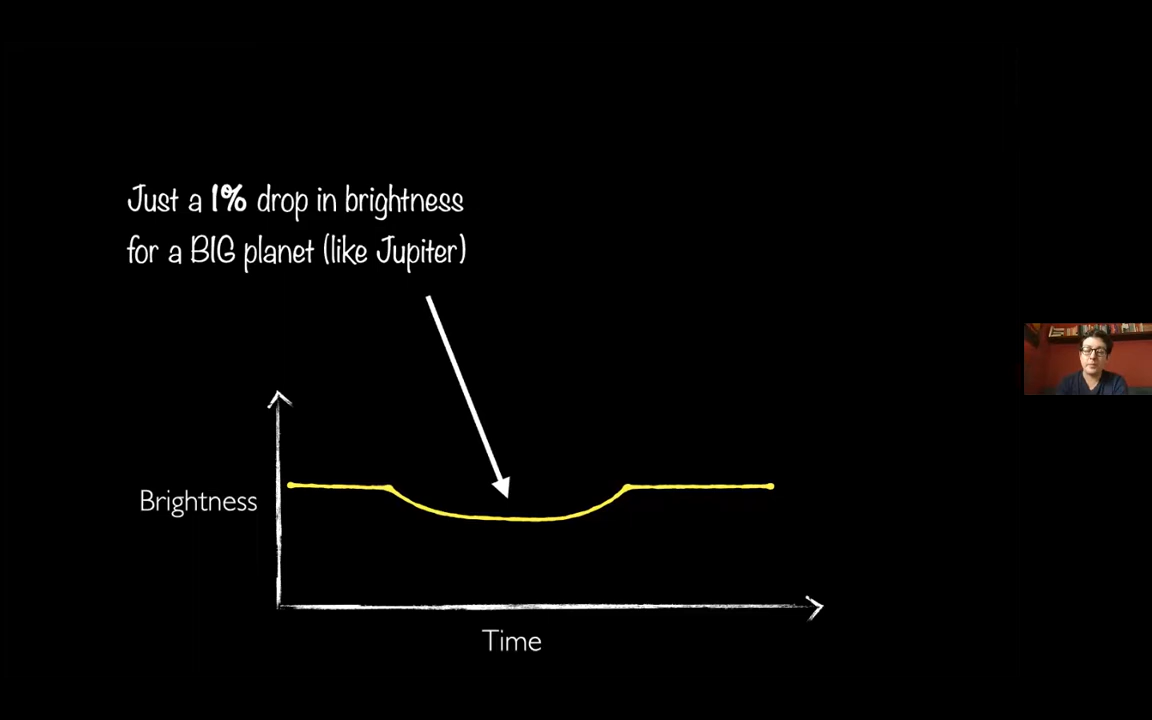 Just a 1% drop in brightness
for a BIG planet (like Jupiter)
Brightness
Time